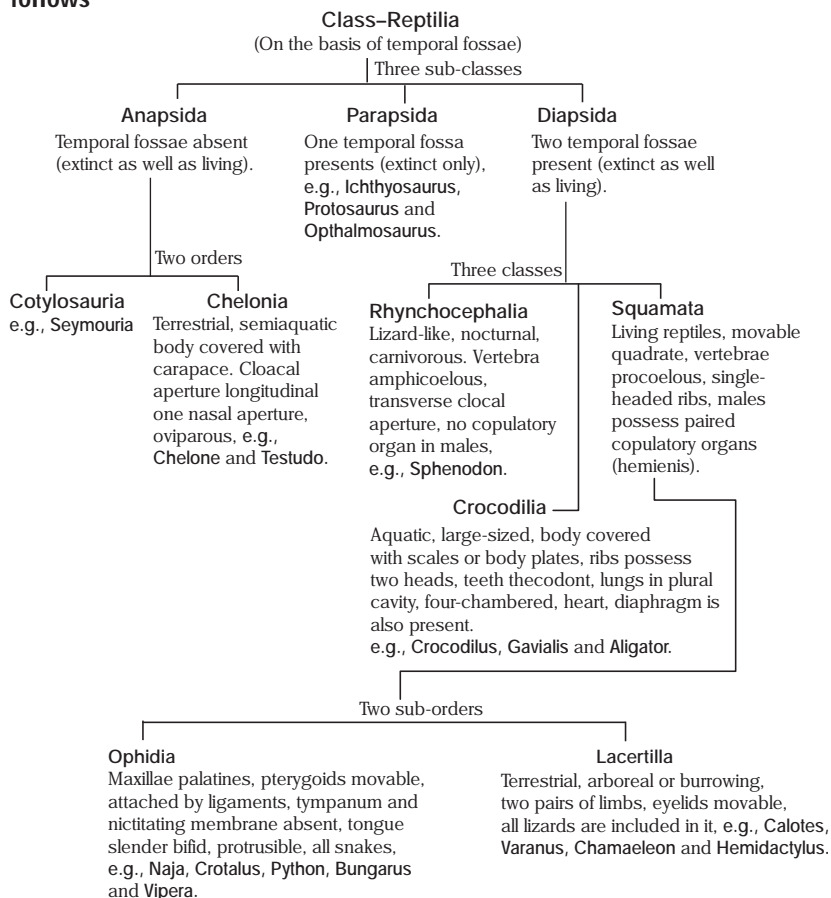 follows
Class–Reptilia
(On the basis of temporal fossae)
Three sub-classes
Anapsida
Temporal fossae absent
(extinct as well as living).
Parapsida
One temporal fossa
presents (extinct only),
e.g., Ichthyosaurus,
Protosaurus and
Opthalmosaurus.
Diapsida
Two temporal fossae
present (extinct as well
as living).
Two orders
Cotylosauria
e.g., Seymouria
Chelonia
Terrestrial, semiaquatic
body covered with
carapace. Cloacal
aperture longitudinal
one nasal aperture,
oviparous, e.g.,
Chelone and Testudo.
Three classes
Rhynchocephalia
Lizard-like, nocturnal,
carnivorous. Vertebra
amphicoelous,
transverse clocal
aperture, no copulatory
organ in males,
e.g., Sphenodon.
Squamata
Living reptiles, movable
quadrate, vertebrae
procoelous, single-
headed ribs, males
possess paired
copulatory organs
(hemienis).
Crocodilia
Aquatic, large-sized, body covered
with scales or body plates, ribs possess
two heads, teeth thecodont, lungs in plural
cavity, four-chambered, heart, diaphragm is
also present.
e.g., Crocodilus, Gavialis and Aligator.
Two sub-orders
Ophidia
Maxillae palatines, pterygoids movable,
attached by ligaments, tympanum and
nictitating membrane absent, tongue
slender bifid, protrusible, all snakes,
e.g., Naja, Crotalus, Python, Bungarus
and Vipera.
Lacertilla
Terrestrial, arboreal or burrowing,
two pairs of limbs, eyelids movable,
all lizards are included in it, e.g., Calotes,
Varanus, Chamaeleon and Hemidactylus.